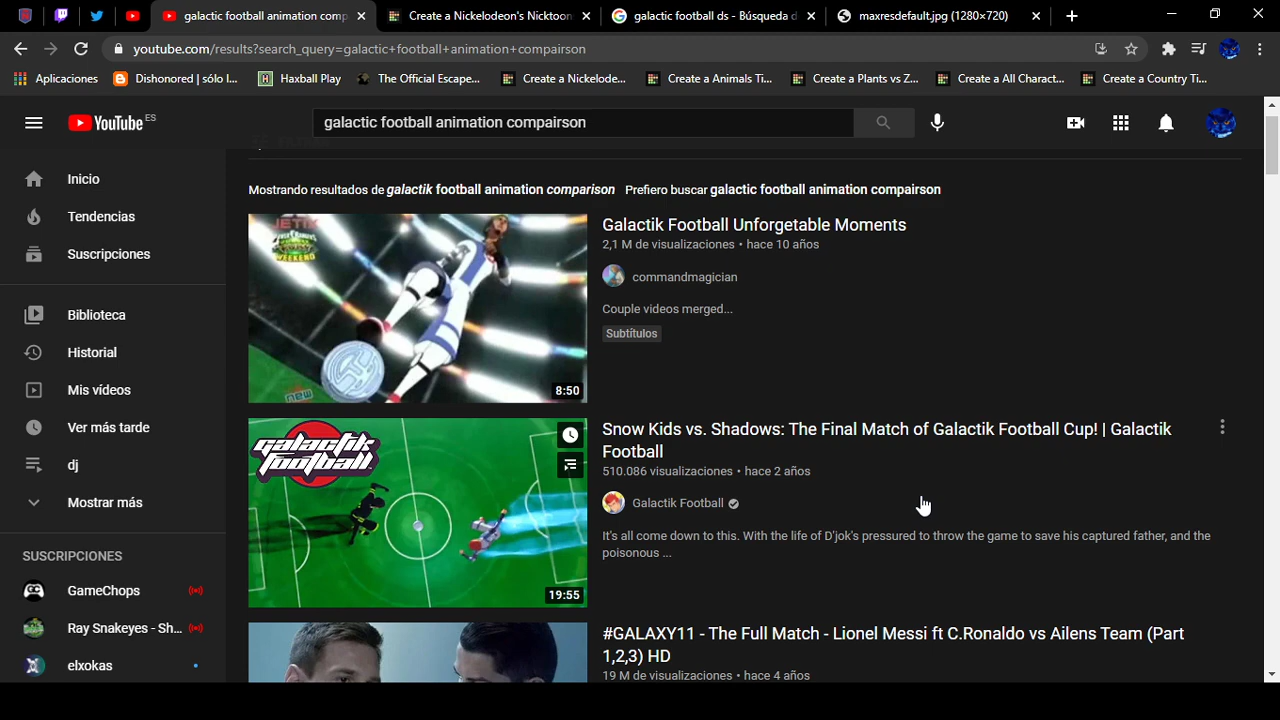 galactic football animation comp
Create a Nickelodeon's Nicktoon
galactic football ds - Búsqueda d
maxresdefault.jpg (1280×720)
youtube.com/results?search_query=galactic+football+animation+compairson
Aplicaciones
Dishonored | sólo l...
Haxball Play
The Official Escape...
Create a Nickelode...
Create a Animals Ti...
Create a Plants vs Z...
Create a All Charact...
Create a Country Ti...
YouTube ES
galactic football animation compairson
Inicio
Tendencias
Suscripciones
Biblioteca
Historial
Mis vídeos
Ver más tarde
dj
Mostrar más
SUSCRIPCIONES
GameChops
Ray Snakeyes - Sh...
elxokas
Mostrando resultados de galactik football animation comparison Prefiero buscar galactic football animation compairson
JETIX
WEEKEND
new
8:50
Galactik Football Unforgetable Moments
2,1 M de visualizaciones • hace 10 años
commandmagician
Couple videos merged...
Subtítulos
galactik
football
19:55
Snow Kids vs. Shadows: The Final Match of Galactik Football Cup! | Galactik
Football
510.086 visualizaciones • hace 2 años
Galactik Football
It's all come down to this. With the life of D'jok's pressured to throw the game to save his captured father, and the
poisonous ...
#GALAXY11 - The Full Match - Lionel Messi ft C.Ronaldo vs Ailens Team (Part
1,2,3) HD
19 M de visualizaciones • hace 4 años